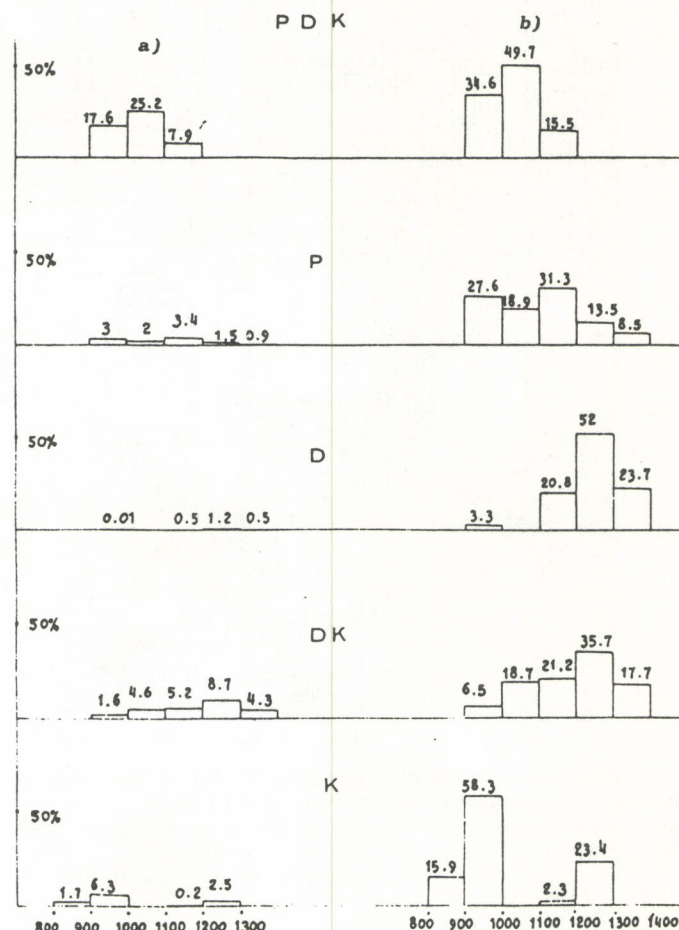 P D K
a) b)
50% 17.6 25.2 7.9 34.6 49.7 15.5
P
50% 3 2 3.4 1.5 0.9 27.6 18.9 31.3 13.5 8.5
D
50% 0.01 0.5 1.2 0.5 3.3 20.8 52 23.7
D K
50% 1.6 4.6 5.2 8.7 4.3 6.5 18.7 21.2 35.7 17.7
K
50% 1.7 6.3 0.2 2.5 15.9 58.3 2.3 23.4
800 900 1000 1100 1200 1300 800 900 1000 1100 1200 1300 1400